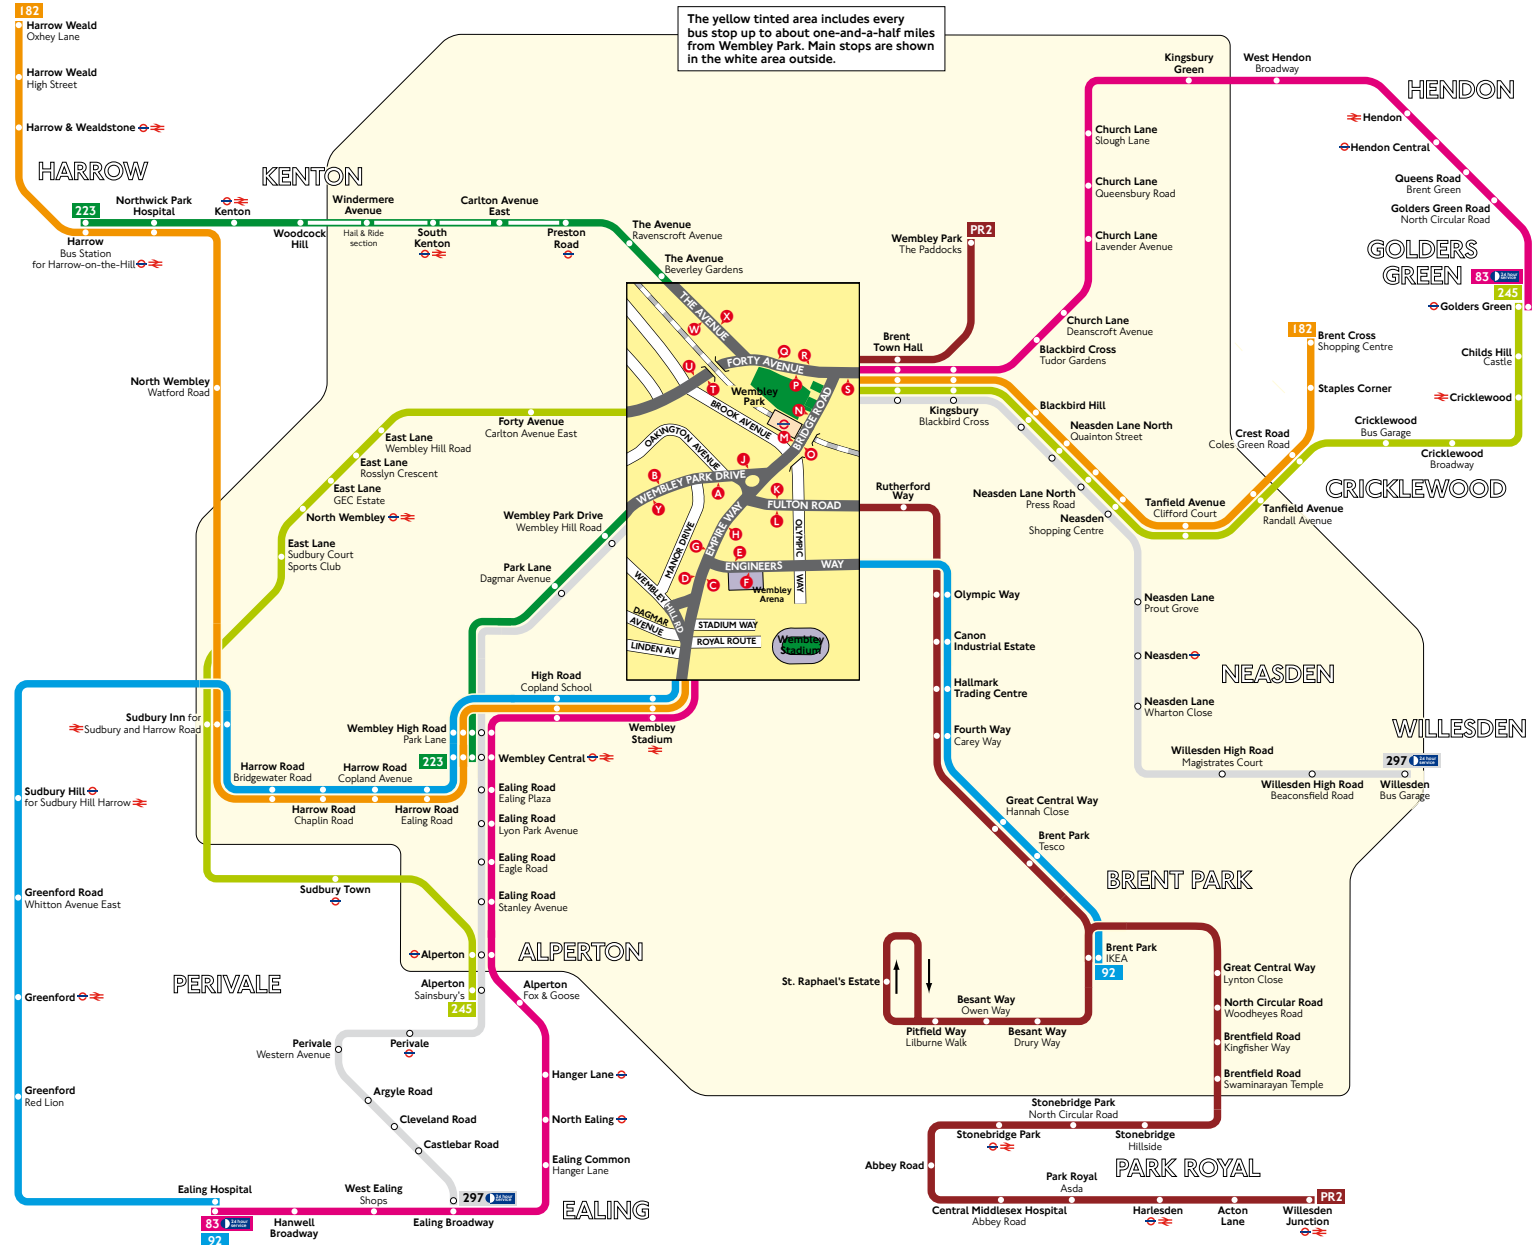 The yellow tinted area includes every
bus stop up to about one-and-a-half miles
from Wembley Park. Main stops are shown
in the white area outside.
182
Harrow Weald
Oxhey Lane
Harrow Weald
High Street
Harrow & Wealdstone
HARROW
KENTON
223
Northwick Park
Hospital
Kenton
Windermere
Avenue
Hail & Ride
section
Carlton Avenue
East
Harrow
Bus Station
for Harrow-on-the-Hill
Woodcock
Hill
South
Kenton
Preston
Road
The Avenue
Ravenscroft Avenue
The Avenue
Beverley Gardens
North Wembley
Watford Road
Forty Avenue
Carlton Avenue East
East Lane
Wembley Hill Road
East Lane
Rosslyn Crescent
East Lane
GEC Estate
North Wembley
East Lane
Sudbury Court
Sports Club
Wembley Park Drive
Wembley Hill Road
Park Lane
Dagmar Avenue
THE AVENUE
X
W
FORTY AVENUE
Q
R
U
T
P
S
Wembley
Park
N
BROOK AVENUE
M
BRIDGE ROAD
O
OAKINGTON AVENUE
J
B
WEMBLEY PARK DRIVE
A
K
Y
FULTON ROAD
L
EMPIRE WAY
MANOR DRIVE
H
G
E
OLYMPIC
WAY
ENGINEERS
WAY
D
C
F
Wembley
Arena
WEMBLEY
HILL RD
DAGMAR
AVENUE
STADIUM WAY
ROYAL ROUTE
LINDEN AV
Wembley
Stadium
Kingsbury
Green
West Hendon
Broadway
HENDON
Hendon
Hendon Central
Queens Road
Brent Green
Golders Green Road
North Circular Road
GOLDERS
GREEN
83
24 hour
service
245
Golders Green
Childs Hill
Castle
Cricklewood
Cricklewood
Bus Garage
Cricklewood
Broadway
CRICKLEWOOD
Church Lane
Slough Lane
Church Lane
Queensbury Road
Church Lane
Lavender Avenue
Church Lane
Deanscroft Avenue
Blackbird Cross
Tudor Gardens
PR2
Wembley Park
The Paddocks
Brent
Town Hall
Kingsbury
Blackbird Cross
Blackbird Hill
Neasden Lane North
Quainton Street
182
Brent Cross
Shopping Centre
Staples Corner
Crest Road
Coles Green Road
Tanfield Avenue
Clifford Court
Tanfield Avenue
Randall Avenue
Neasden Lane North
Press Road
Neasden
Shopping Centre
Rutherford
Way
Neasden Lane
Prout Grove
Neasden
Neasden Lane
Wharton Close
NEASDEN
WILLESDEN
Willesden High Road
Magistrates Court
Willesden High Road
Beaconsfield Road
297
24 hour
service
Willesden
Bus Garage
Olympic Way
Canon
Industrial Estate
Hallmark
Trading Centre
Fourth Way
Carey Way
Great Central Way
Hannah Close
Brent Park
Tesco
BRENT PARK
Brent Park
IKEA
92
St. Raphael's Estate
Besant Way
Owen Way
Pitfield Way
Lilburne Walk
Besant Way
Drury Way
Great Central Way
Lynton Close
North Circular Road
Woodheyes Road
Brentfield Road
Kingfisher Way
Brentfield Road
Swaminarayan Temple
Stonebridge Park
North Circular Road
Stonebridge Park
Stonebridge
Hillside
PARK ROYAL
Abbey Road
Central Middlesex Hospital
Abbey Road
Park Royal
Asda
Harlesden
Acton
Lane
PR2
Willesden
Junction
High Road
Copland School
Wembley
Stadium
Wembley High Road
Park Lane
223
Wembley Central
Sudbury Inn for
Sudbury and Harrow Road
Harrow Road
Bridgewater Road
Harrow Road
Copland Avenue
Harrow Road
Chaplin Road
Harrow Road
Ealing Road
Ealing Road
Ealing Plaza
Ealing Road
Lyon Park Avenue
Ealing Road
Eagle Road
Ealing Road
Stanley Avenue
Sudbury Hill
for Sudbury Hill Harrow
Greenford Road
Whitton Avenue East
Greenford
Greenford
Red Lion
Sudbury Town
Alperton
ALPERTON
Alperton
Sainsbury's
245
Alperton
Fox & Goose
PERIVALE
Perivale
Western Avenue
Perivale
Argyle Road
Cleveland Road
Castlebar Road
Hanger Lane
North Ealing
Ealing Common
Hanger Lane
EALING
Ealing Hospital
83
24 hour
service
92
Hanwell
Broadway
West Ealing
Shops
297
24 hour
service
Ealing Broadway